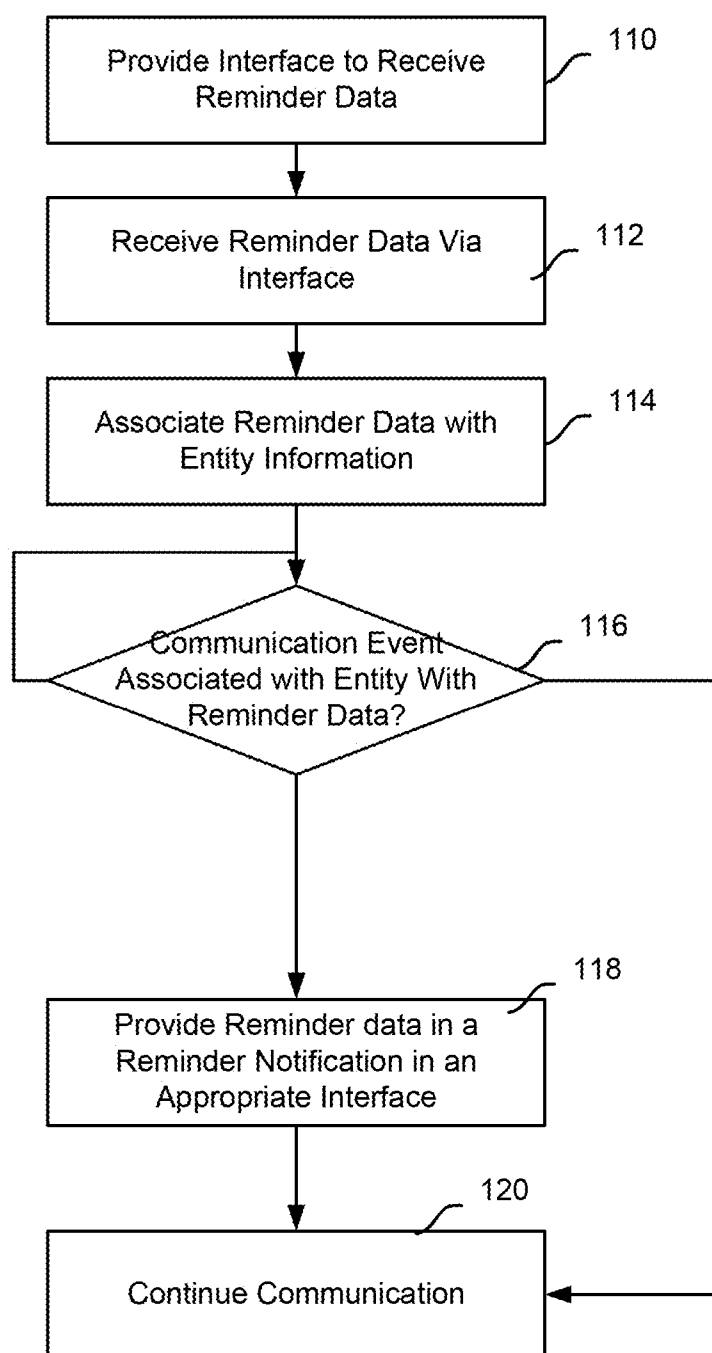 110
Provide Interface to Receive
Reminder Data
112
Receive Reminder Data Via
Interface
114
Associate Reminder Data with
Entity Information
116
Communication Event
Associated with Entity With
Reminder Data?
118
Provide Reminder data in a
Reminder Notification in an
Appropriate Interface
120
Continue Communication